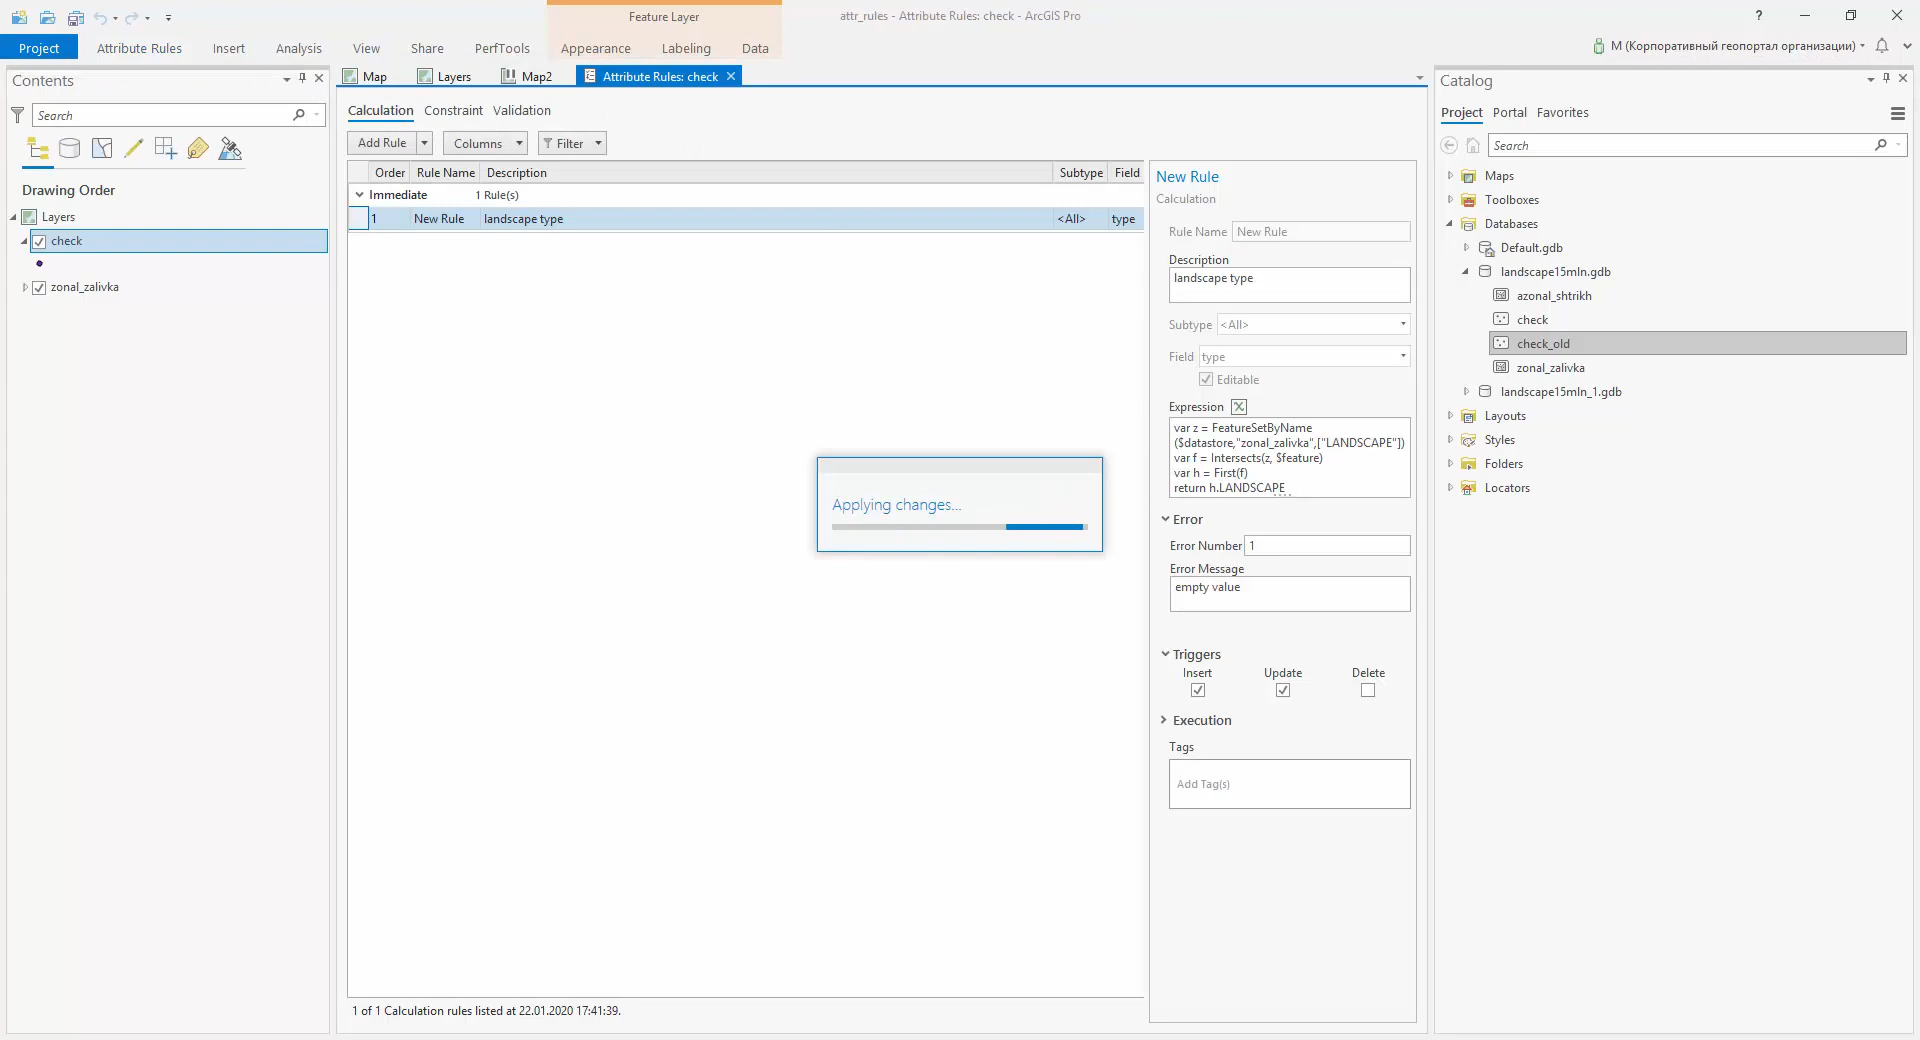 Feature Layer
attr_rules - Attribute Rules: check - ArcGIS Pro
?
Project
Attribute Rules
Insert
Analysis
View
Share
PerfTools
Appearance
Labeling
Data
M (Корпоративный геопортал организации)
Contents
Search
Drawing Order
Layers
check
zonal_zalivka
Map
Layers
Map2
Attribute Rules: check
Calculation
Constraint
Validation
Add Rule
Columns
Filter
Order
Rule Name
Description
Subtype
Field
Immediate
1 Rule(s)
1
New Rule
landscape type
<All>
type
Applying changes...
1 of 1 Calculation rules listed at 22.01.2020 17:41:39.
New Rule
Calculation
Rule Name
New Rule
Description
landscape type
Subtype
<All>
Field
type
Editable
Expression
var z = FeatureSetByName
($datastore,"zonal_zalivka",["LANDSCAPE"])
var f = Intersects(z, $feature)
var h = First(f)
return h.LANDSCAPE
Error
Error Number
1
Error Message
empty value
Triggers
Insert
Update
Delete
Execution
Tags
Add Tag(s)
Catalog
Project
Portal
Favorites
Search
Maps
Toolboxes
Databases
Default.gdb
landscape15mln.gdb
azonal_shtrikh
check
check_old
zonal_zalivka
landscape15mln_1.gdb
Layouts
Styles
Folders
Locators